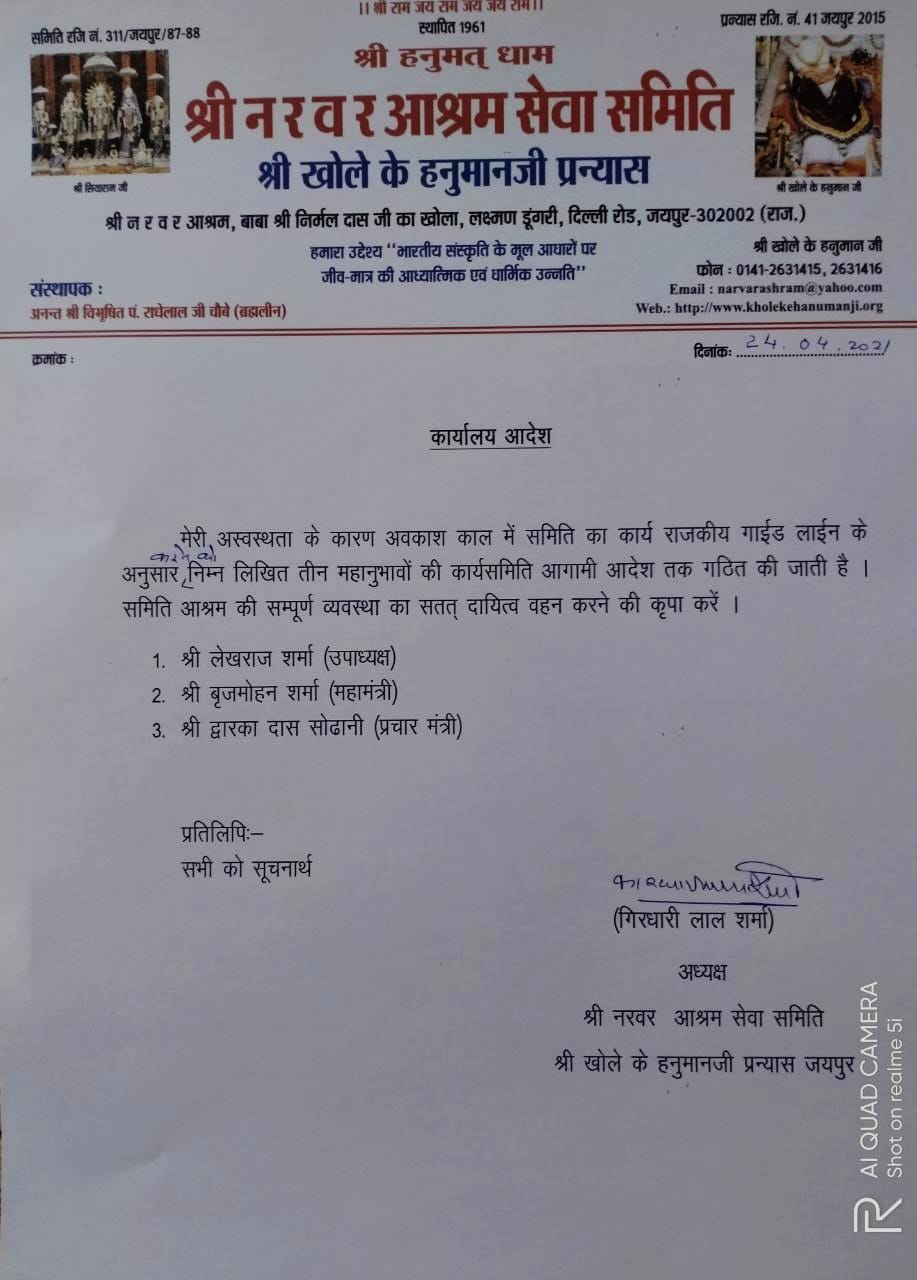 ।। श्री राम जय राम जय जय राम।।
समिति रजि नं. 311/जयपुर/87-88
स्थापित 1961
प्रन्यास रजि. नं. 41 जयपुर 2015
श्री हनुमत् धाम
श्री न र व र आश्रम सेवा समिति
श्री खोले के हनुमानजी प्रन्यास
श्री सियाराम जी
श्री खोले के हनुमान जी
श्री न र व र आश्रम, बाबा श्री निर्मल दास जी का खोला, लक्ष्मण डूंगरी, दिल्ली रोड, जयपुर-302002 (राज.)
हमारा उद्देश्य "भारतीय संस्कृति के मूल आधारों पर
जीव-मात्र की आध्यात्मिक एवं धार्मिक उन्नति"
श्री खोले के हनुमान जी
फोन : 0141-2631415, 2631416
Email : narvarashram@yahoo.com
Web.: http://www.kholekehanumanji.org
संस्थापक :
अनन्त श्री विभूषित पं. राधेलाल जी चौबे (ब्रह्मलीन)
क्रमांक :
दिनांक: 24.04.2021
कार्यालय आदेश
मेरी अस्वस्थता के कारण अवकाश काल में समिति का कार्य राजकीय गाईड लाईन के
अनुसार करने को निम्न लिखित तीन महानुभावों की कार्यसमिति आगामी आदेश तक गठित की जाती है ।
समिति आश्रम की सम्पूर्ण व्यवस्था का सतत् दायित्व वहन करने की कृपा करें ।
1. श्री लेखराज शर्मा (उपाध्यक्ष)
2. श्री बृजमोहन शर्मा (महामंत्री)
3. श्री द्वारका दास सोढानी (प्रचार मंत्री)
प्रतिलिपिः–
सभी को सूचनार्थ
(गिरधारी लाल शर्मा)
अध्यक्ष
श्री नरवर आश्रम सेवा समिति
श्री खोले के हनुमानजी प्रन्यास जयपुर
AI QUAD CAMERA
Shot on realme 5i